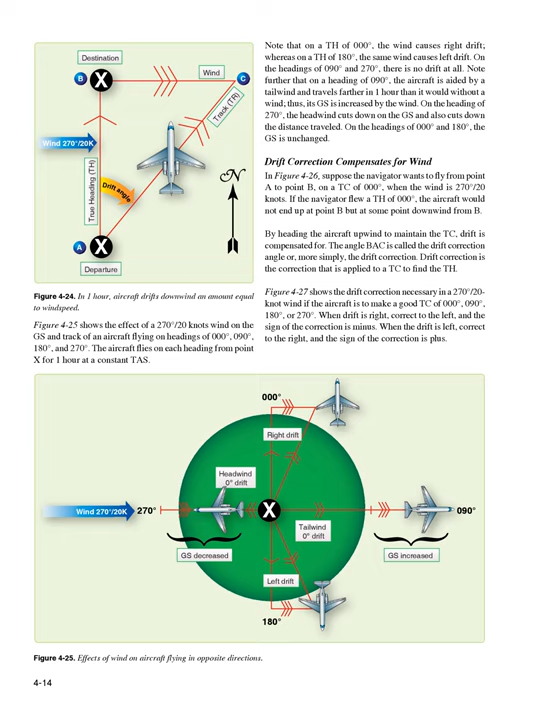 Destination
B
X
Wind
C
Track (TR)
Wind 270°/20K
True Heading (TH)
Drift angle
N
A
X
Departure
Figure 4-24. In 1 hour, aircraft drifts downwind an amount equal
to windspeed.
Figure 4-25 shows the effect of a 270°/20 knots wind on the
GS and track of an aircraft flying on headings of 000°, 090°,
180°, and 270°. The aircraft flies on each heading from point
X for 1 hour at a constant TAS.
Note that on a TH of 000°, the wind causes right drift;
whereas on a TH of 180°, the same wind causes left drift. On
the headings of 090° and 270°, there is no drift at all. Note
further that on a heading of 090°, the aircraft is aided by a
tailwind and travels farther in 1 hour than it would without a
wind; thus, its GS is increased by the wind. On the heading of
270°, the headwind cuts down on the GS and also cuts down
the distance traveled. On the headings of 000° and 180°, the
GS is unchanged.
Drift Correction Compensates for Wind
In Figure 4-26, suppose the navigator wants to fly from point
A to point B, on a TC of 000°, when the wind is 270°/20
knots. If the navigator flew a TH of 000°, the aircraft would
not end up at point B but at some point downwind from B.
By heading the aircraft upwind to maintain the TC, drift is
compensated for. The angle BAC is called the drift correction
angle or, more simply, the drift correction. Drift correction is
the correction that is applied to a TC to find the TH.
Figure 4-27 shows the drift correction necessary in a 270°/20-
knot wind if the aircraft is to make a good TC of 000°, 090°,
180°, or 270°. When drift is right, correct to the left, and the
sign of the correction is minus. When the drift is left, correct
to the right, and the sign of the correction is plus.
000°
Right drift
Headwind
0° drift
Wind 270°/20K
270°
X
090°
Tailwind
0° drift
GS decreased
GS increased
Left drift
180°
Figure 4-25. Effects of wind on aircraft flying in opposite directions.
4-14